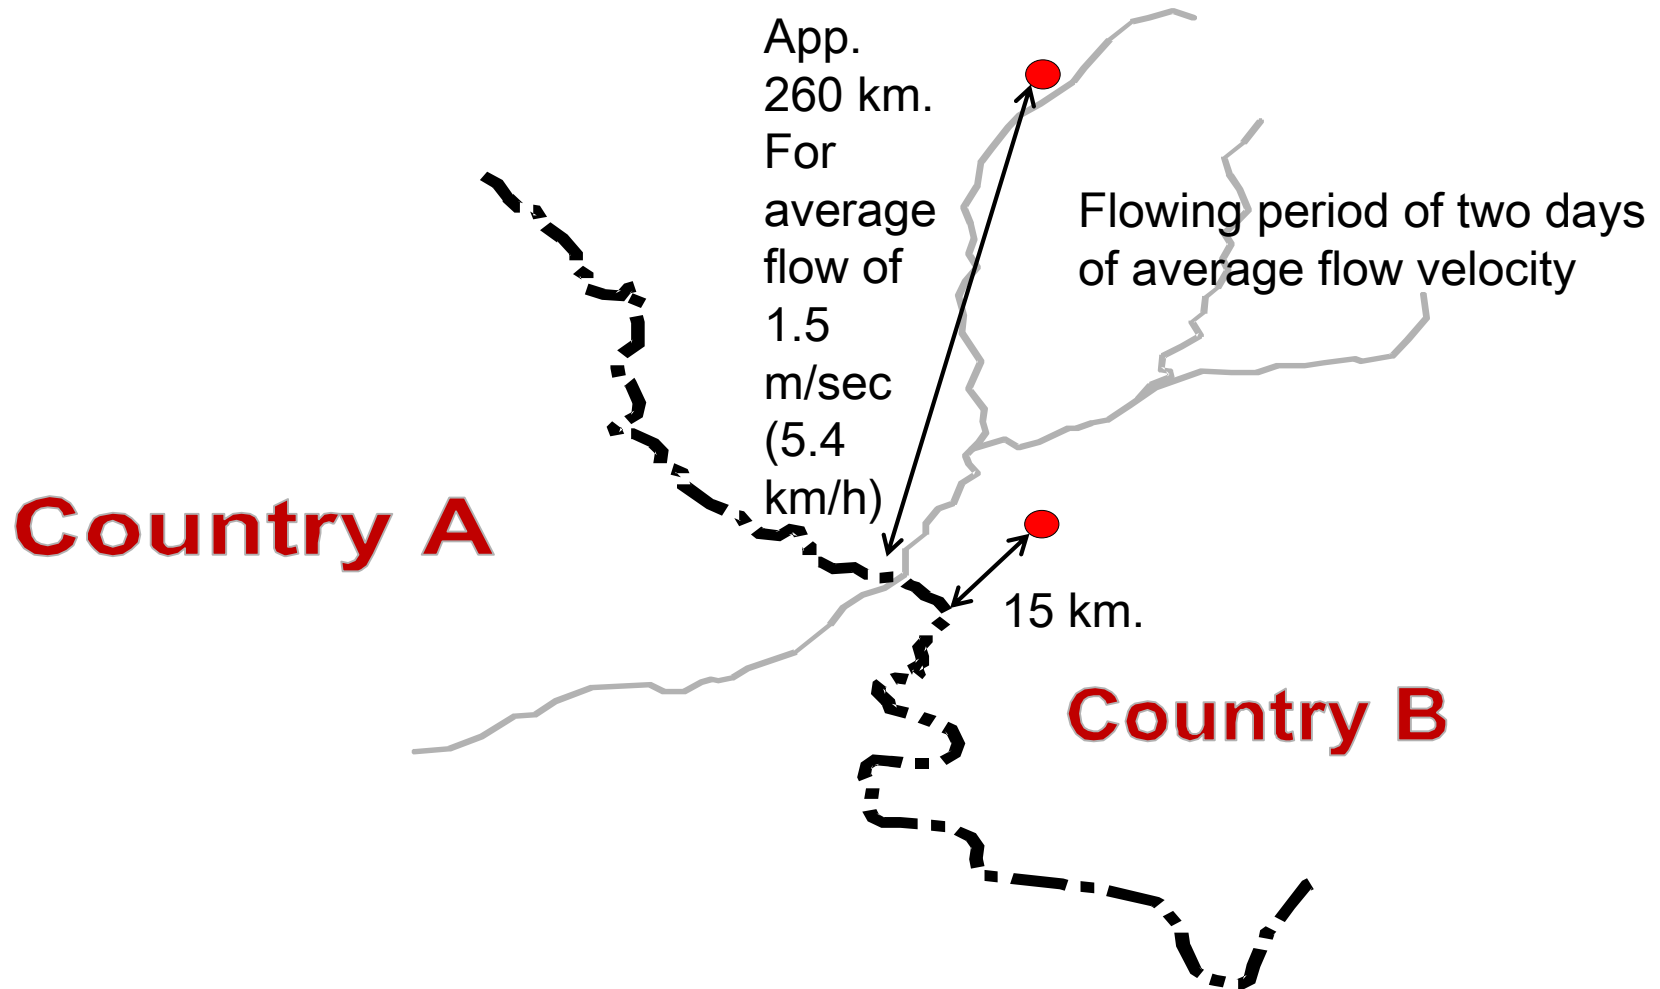 App.
260 km.
For
average
flow of
1.5
m/sec
(5.4
km/h)
Flowing period of two days
of average flow velocity
Country A
15 km.
Country B